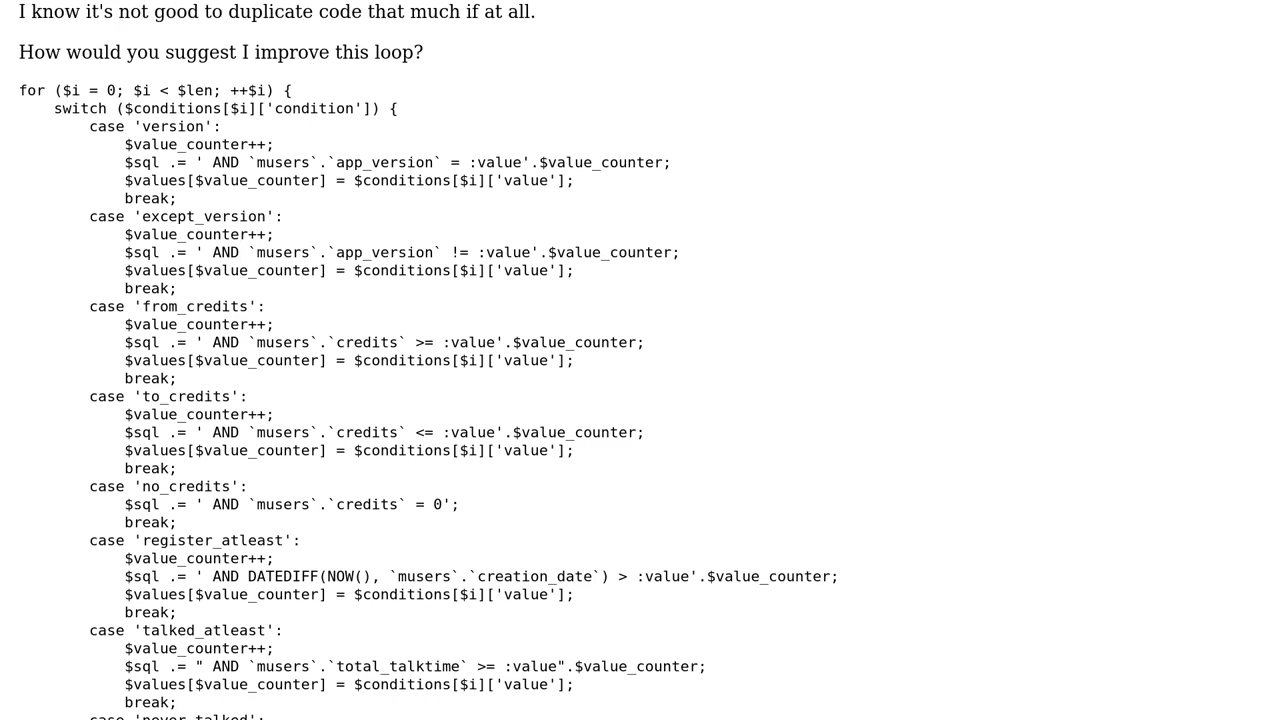 I know it's not good to duplicate code that much if at all.
How would you suggest I improve this loop?
for ($i = 0; $i < $len; ++$i) {
    switch ($conditions[$i]['condition']) {
        case 'version':
            $value_counter++;
            $sql .= ' AND `musers`.`app_version` = :value'.$value_counter;
            $values[$value_counter] = $conditions[$i]['value'];
            break;
        case 'except_version':
            $value_counter++;
            $sql .= ' AND `musers`.`app_version` != :value'.$value_counter;
            $values[$value_counter] = $conditions[$i]['value'];
            break;
        case 'from_credits':
            $value_counter++;
            $sql .= ' AND `musers`.`credits` >= :value'.$value_counter;
            $values[$value_counter] = $conditions[$i]['value'];
            break;
        case 'to_credits':
            $value_counter++;
            $sql .= ' AND `musers`.`credits` <= :value'.$value_counter;
            $values[$value_counter] = $conditions[$i]['value'];
            break;
        case 'no_credits':
            $sql .= ' AND `musers`.`credits` = 0';
            break;
        case 'register_atleast':
            $value_counter++;
            $sql .= ' AND DATEDIFF(NOW(), `musers`.`creation_date`) > :value'.$value_counter;
            $values[$value_counter] = $conditions[$i]['value'];
            break;
        case 'talked_atleast':
            $value_counter++;
            $sql .= " AND `musers`.`total_talktime` >= :value".$value_counter;
            $values[$value_counter] = $conditions[$i]['value'];
            break;
        case 'never_talked':